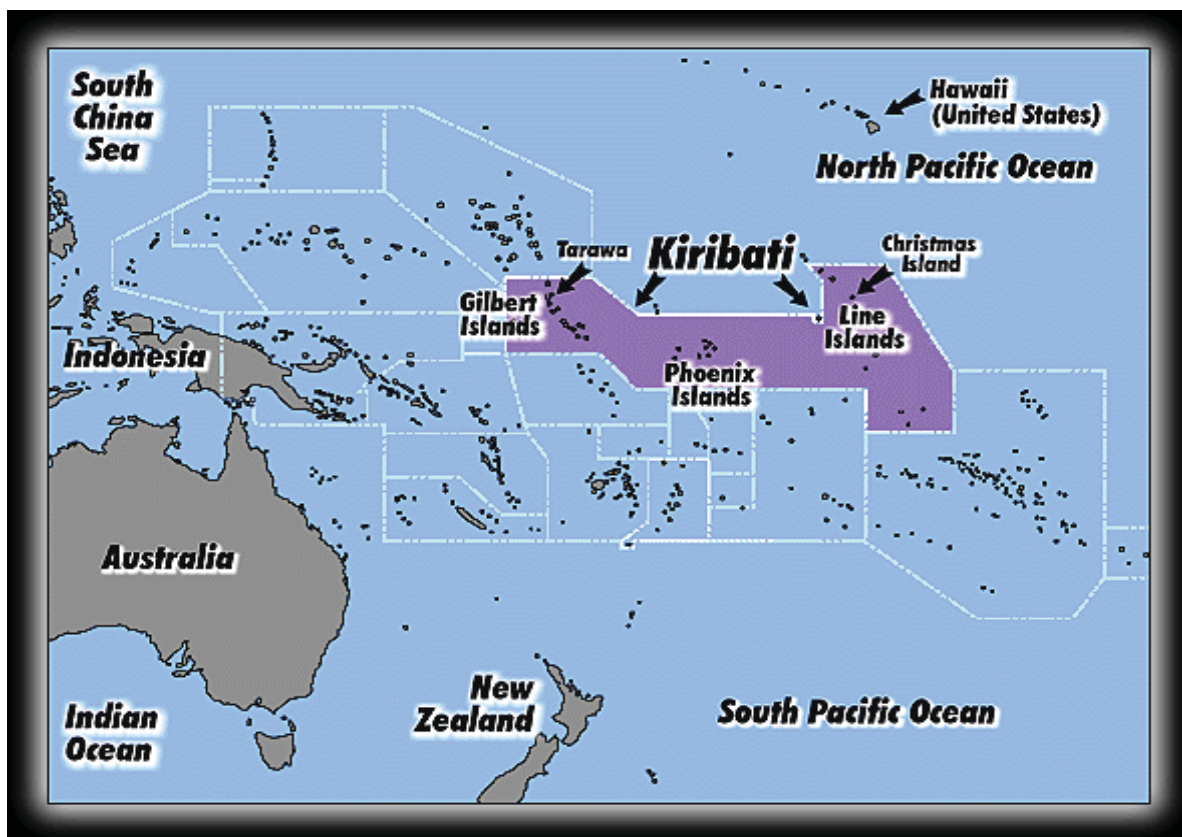 South
China
Sea
Hawaii
(United States)
North Pacific Ocean
Tarawa
Kiribati
Christmas
Island
Gilbert
Islands
Line
Islands
Indonesia
Phoenix
Islands
Australia
New
Zealand
South Pacific Ocean
Indian
Ocean